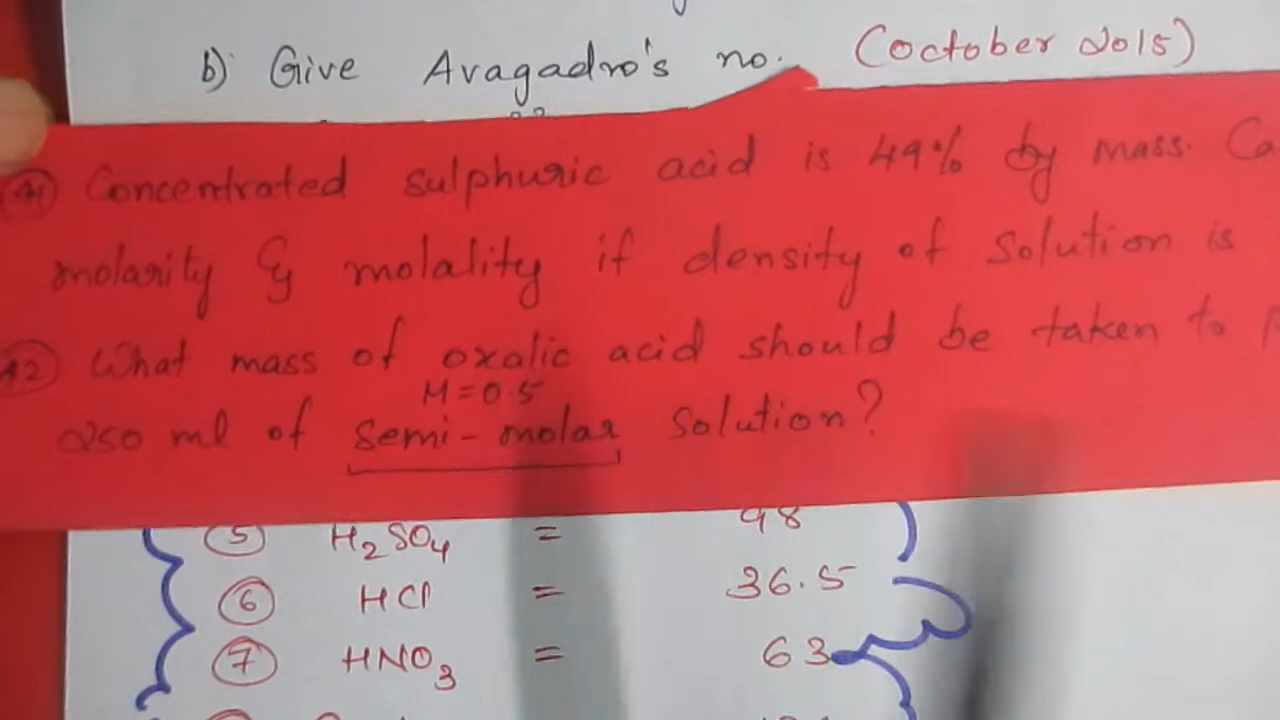 b) Give Avagadro's no. (October 2015)
41 Concentrated sulphuric acid is 49% by mass. Ca
molarity & molality if density of solution is
42 What mass of oxalic acid should be taken to
M=0.5
250 ml of semi-molar solution?
5 H2SO4 = 98
6 HCl = 36.5
7 HNO3 = 63